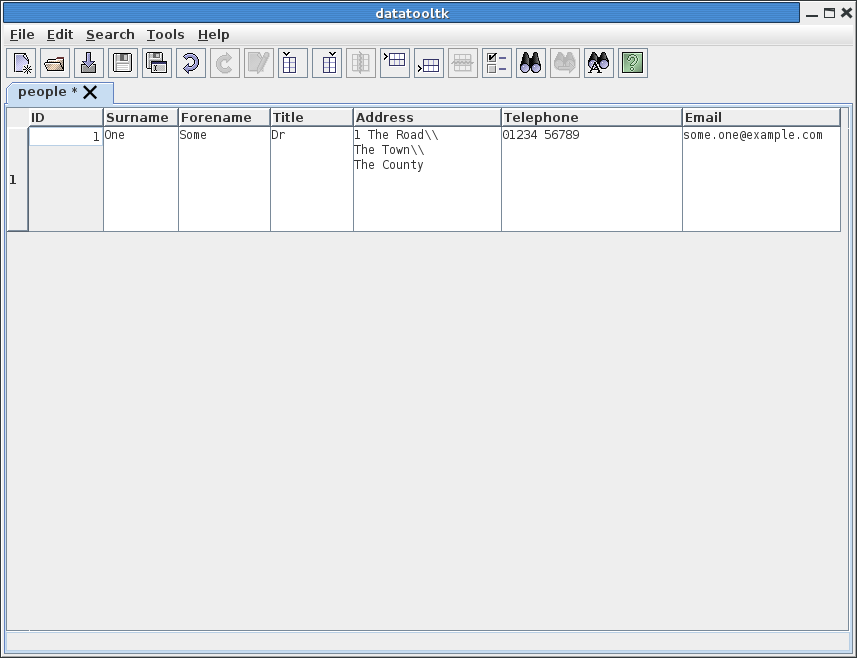 datatooltk
File Edit Search Tools Help
people *
ID Surname Forename Title Address Telephone Email
1 One Some Dr 1 The Road\\ 01234 56789 some.one@example.com
The Town\\
The County
1